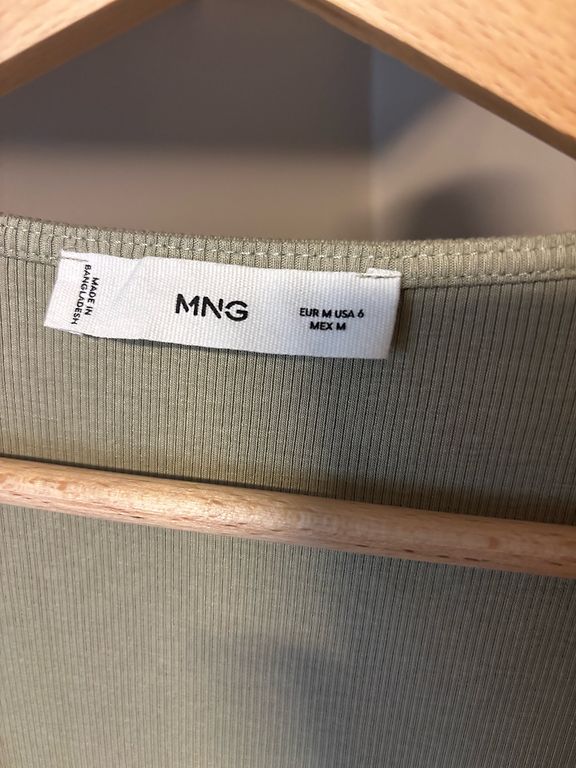 MADE IN
BANGLADESH
MNG
EUR M USA 6
MEX M